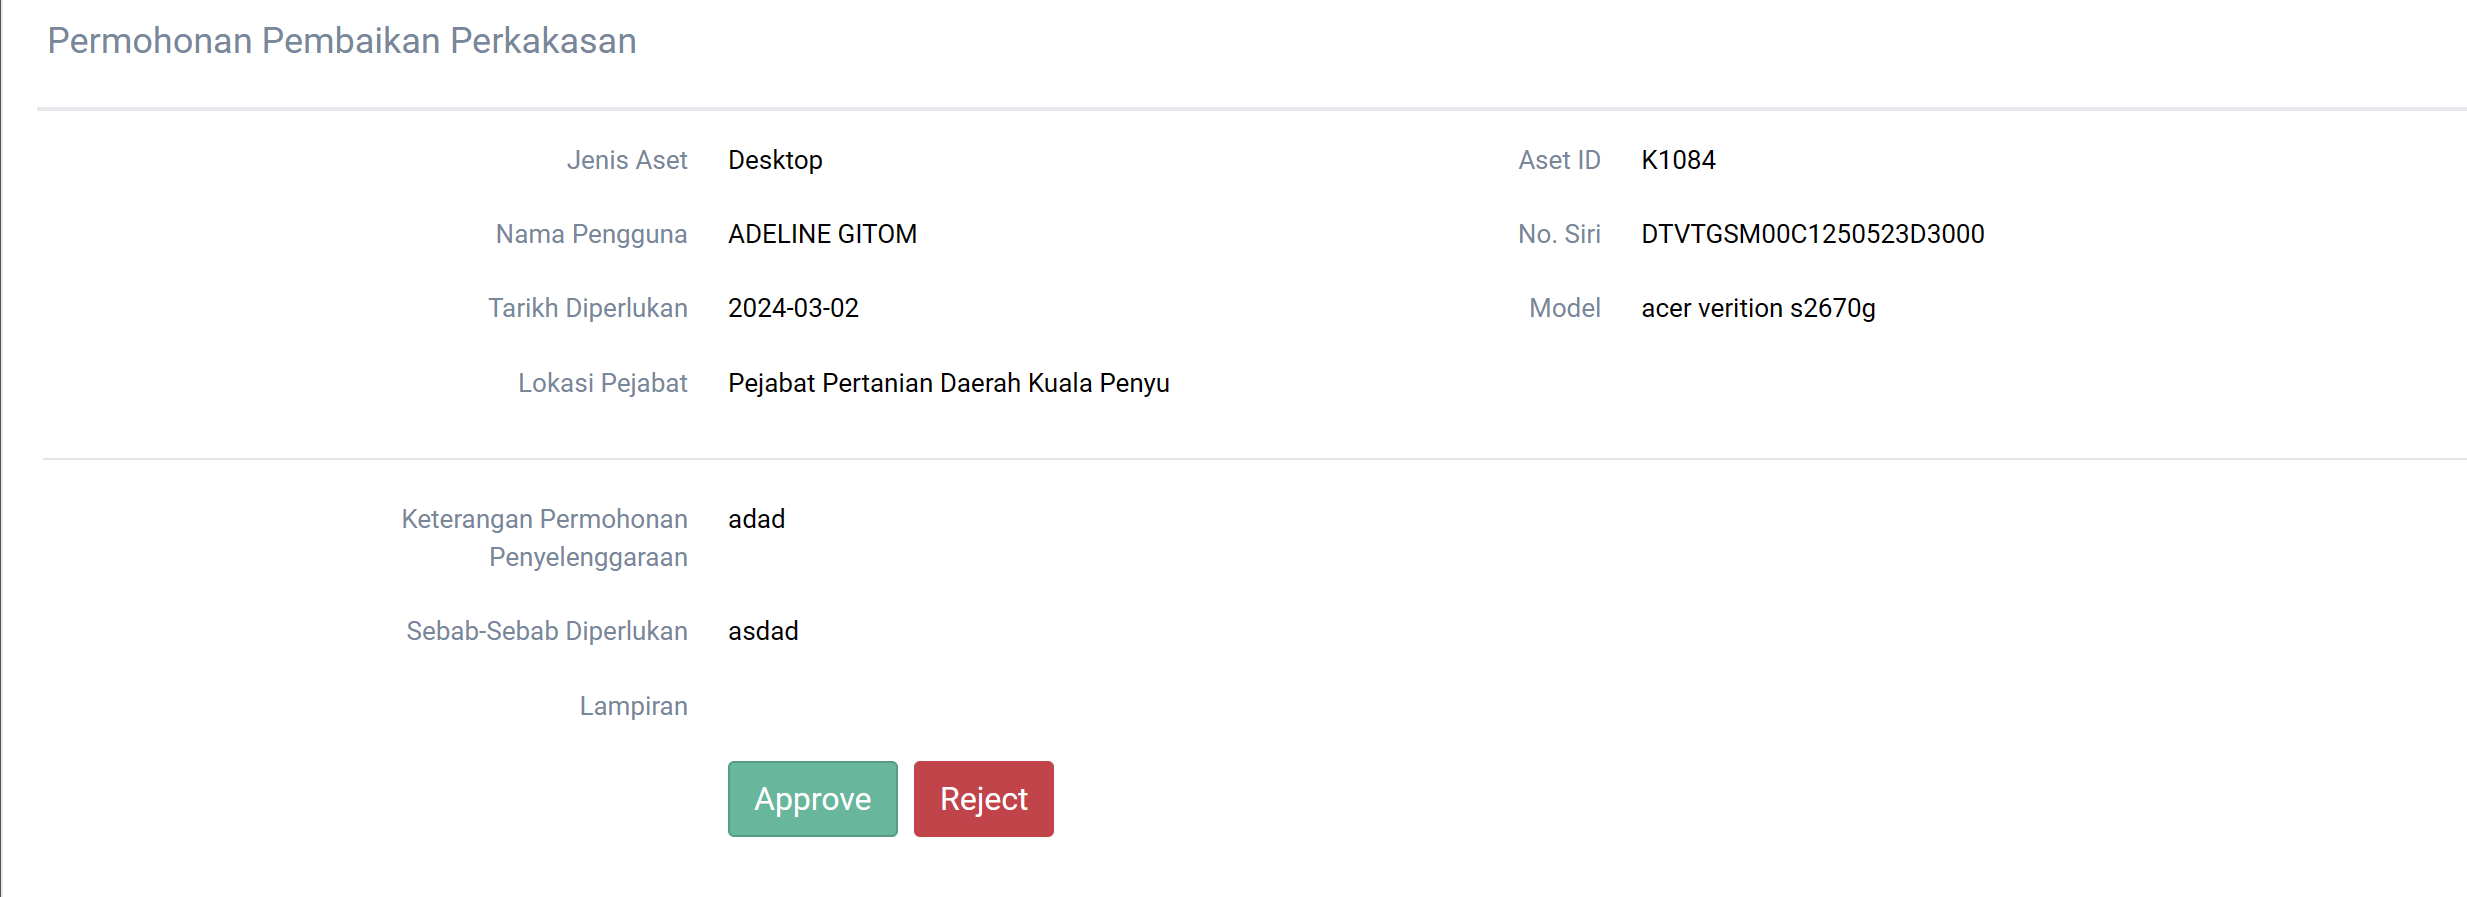 Permohonan Pembaikan Perkakasan
Jenis Aset Desktop Aset ID K1084
Nama Pengguna ADELINE GITOM No. Siri DTVTGSM00C1250523D3000
Tarikh Diperlukan 2024-03-02 Model acer verition s2670g
Lokasi Pejabat Pejabat Pertanian Daerah Kuala Penyu
Keterangan Permohonan adad
Penyelenggaraan
Sebab-Sebab Diperlukan asdad
Lampiran
Approve Reject